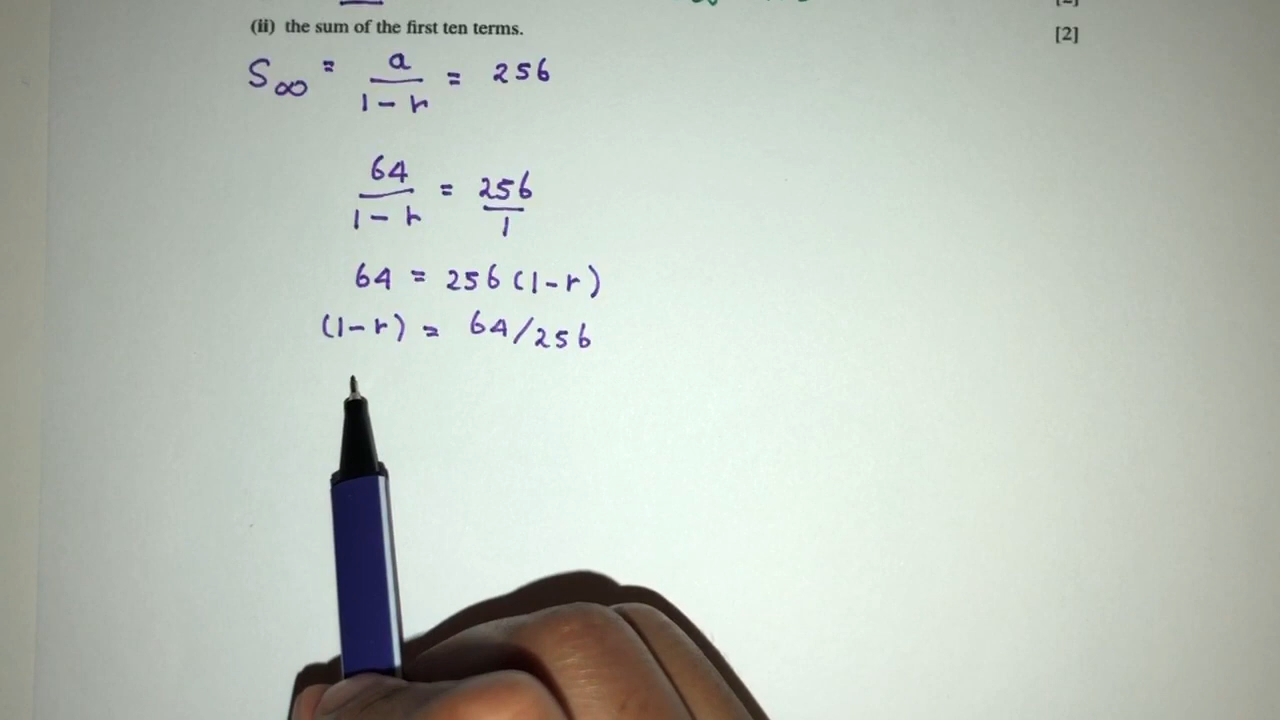 (ii) the sum of the first ten terms.
[2]
S∞ = a/(1-r) = 256
64/(1-r) = 256/1
64 = 256(1-r)
(1-r) = 64/256